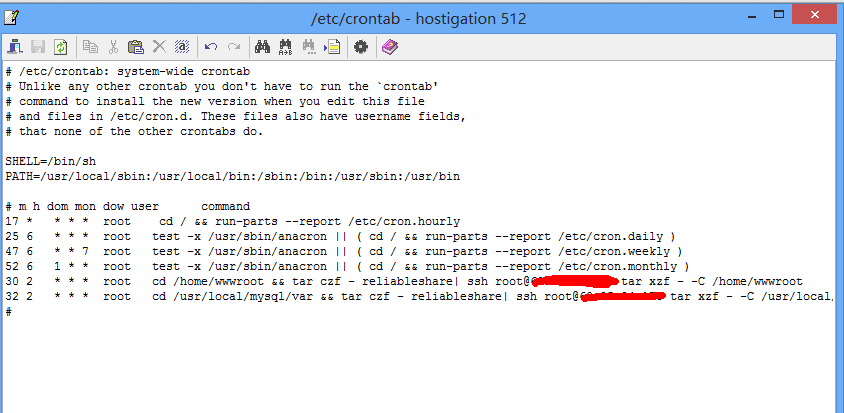 /etc/crontab - hostigation 512
# /etc/crontab: system-wide crontab
# Unlike any other crontab you don't have to run the `crontab'
# command to install the new version when you edit this file
# and files in /etc/cron.d. These files also have username fields,
# that none of the other crontabs do.
SHELL=/bin/sh
PATH=/usr/local/sbin:/usr/local/bin:/sbin:/bin:/usr/sbin:/usr/bin
# m h dom mon dow user command
17 * * * * root cd / && run-parts --report /etc/cron.hourly
25 6 * * * root test -x /usr/sbin/anacron || ( cd / && run-parts --report /etc/cron.daily )
47 6 * * 7 root test -x /usr/sbin/anacron || ( cd / && run-parts --report /etc/cron.weekly )
52 6 1 * * root test -x /usr/sbin/anacron || ( cd / && run-parts --report /etc/cron.monthly )
30 2 * * * root cd /home/wwwroot && tar czf - reliableshare| ssh root@ tar xzf - -C /home/wwwroot
32 2 * * * root cd /usr/local/mysql/var && tar czf - reliableshare| ssh root@ tar xzf - -C /usr/local/
#